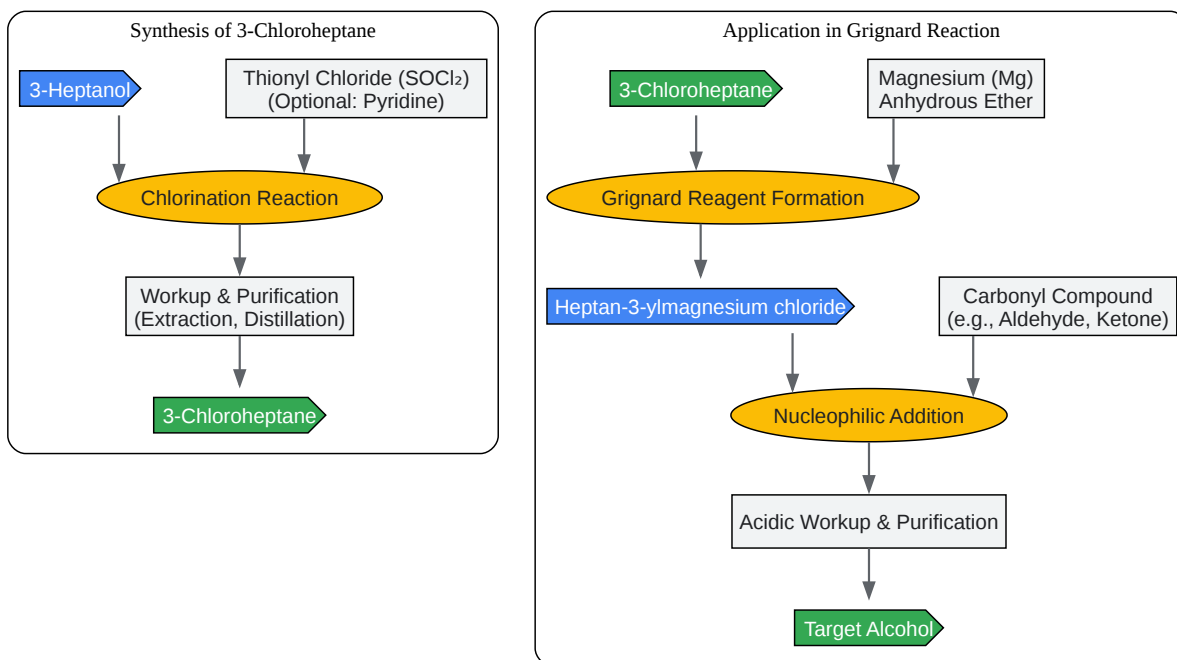 Synthesis of 3-Chloroheptane
3-Heptanol
Thionyl Chloride (SOCl₂)
(Optional: Pyridine)
Chlorination Reaction
Workup & Purification
(Extraction, Distillation)
3-Chloroheptane
Application in Grignard Reaction
3-Chloroheptane
Magnesium (Mg)
Anhydrous Ether
Grignard Reagent Formation
Heptan-3-ylmagnesium chloride
Carbonyl Compound
(e.g., Aldehyde, Ketone)
Nucleophilic Addition
Acidic Workup & Purification
Target Alcohol